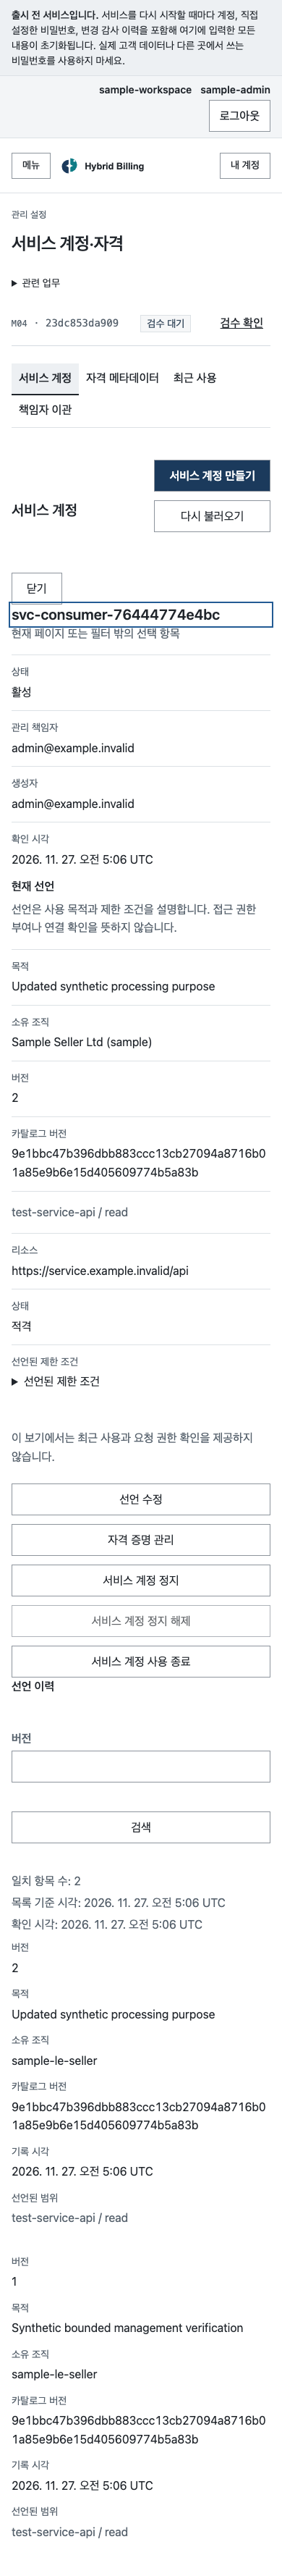 출시 전 서비스입니다. 서비스를 다시 시작할 때마다 계정, 직접
설정한 비밀번호, 변경 감사 이력을 포함해 여기에 입력한 모든
내용이 초기화됩니다. 실제 고객 데이터나 다른 곳에서 쓰는
비밀번호를 사용하지 마세요.
sample-workspace sample-admin
로그아웃
메뉴 Hybrid Billing 내 계정
관리 설정
서비스 계정·자격
▶ 관련 업무
M04 · 23dc853da909 검수 대기 검수 확인
서비스 계정 자격 메타데이터 최근 사용
책임자 이관
서비스 계정 만들기
서비스 계정 다시 불러오기
닫기
svc-consumer-76444774e4bc
현재 페이지 또는 필터 밖의 선택 항목
상태
활성
관리 책임자
admin@example.invalid
생성자
admin@example.invalid
확인 시각
2026. 11. 27. 오전 5:06 UTC
현재 선언
선언은 사용 목적과 제한 조건을 설명합니다. 접근 권한
부여나 연결 확인을 뜻하지 않습니다.
목적
Updated synthetic processing purpose
소유 조직
Sample Seller Ltd (sample)
버전
2
카탈로그 버전
9e1bbc47b396dbb883ccc13cb27094a8716b0
1a85e9b6e15d405609774b5a83b
test-service-api / read
리소스
https://service.example.invalid/api
상태
적격
선언된 제한 조건
▶ 선언된 제한 조건
이 보기에서는 최근 사용과 요청 권한 확인을 제공하지
않습니다.
선언 수정
자격 증명 관리
서비스 계정 정지
서비스 계정 정지 해제
서비스 계정 사용 종료
선언 이력
버전
검색
일치 항목 수: 2
목록 기준 시각: 2026. 11. 27. 오전 5:06 UTC
확인 시각: 2026. 11. 27. 오전 5:06 UTC
버전
2
목적
Updated synthetic processing purpose
소유 조직
sample-le-seller
카탈로그 버전
9e1bbc47b396dbb883ccc13cb27094a8716b0
1a85e9b6e15d405609774b5a83b
기록 시각
2026. 11. 27. 오전 5:06 UTC
선언된 범위
test-service-api / read
버전
1
목적
Synthetic bounded management verification
소유 조직
sample-le-seller
카탈로그 버전
9e1bbc47b396dbb883ccc13cb27094a8716b0
1a85e9b6e15d405609774b5a83b
기록 시각
2026. 11. 27. 오전 5:06 UTC
선언된 범위
test-service-api / read